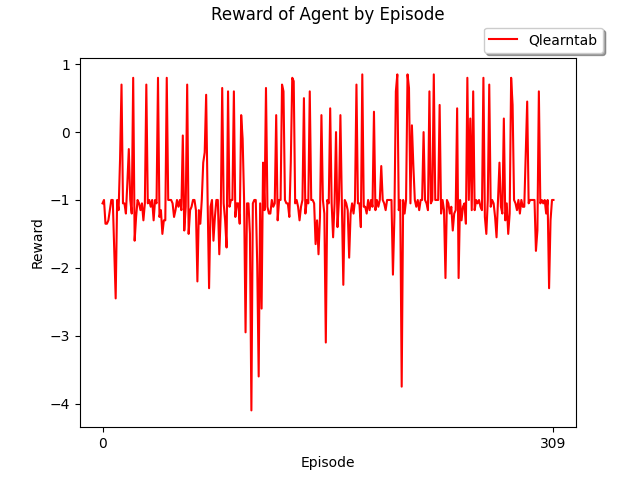 Reward of Agent by Episode
Qlearntab
1
0
−1
−2
−3
−4
Reward
0
309
Episode